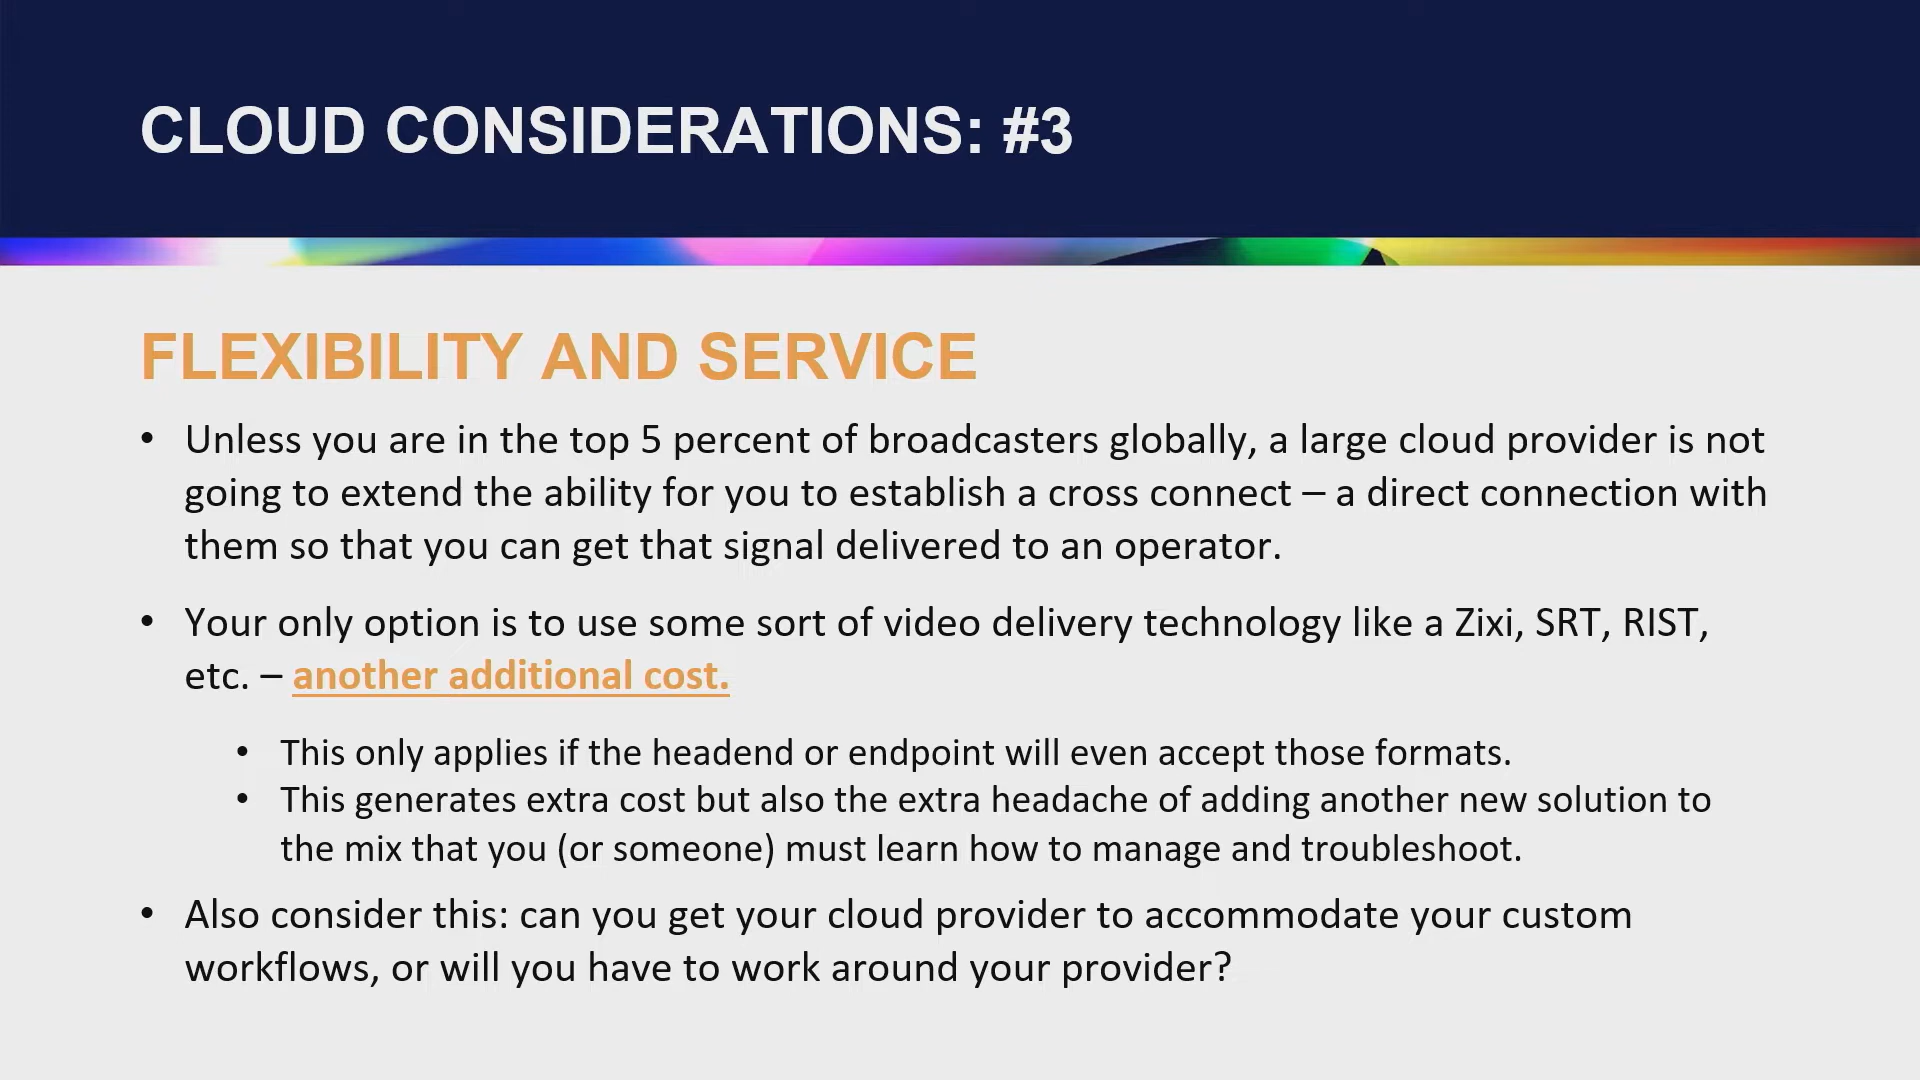 CLOUD CONSIDERATIONS: #3
FLEXIBILITY AND SERVICE
• Unless you are in the top 5 percent of broadcasters globally, a large cloud provider is not
going to extend the ability for you to establish a cross connect – a direct connection with
them so that you can get that signal delivered to an operator.
• Your only option is to use some sort of video delivery technology like a Zixi, SRT, RIST,
etc. – another additional cost.
• This only applies if the headend or endpoint will even accept those formats.
• This generates extra cost but also the extra headache of adding another new solution to
the mix that you (or someone) must learn how to manage and troubleshoot.
• Also consider this: can you get your cloud provider to accommodate your custom
workflows, or will you have to work around your provider?